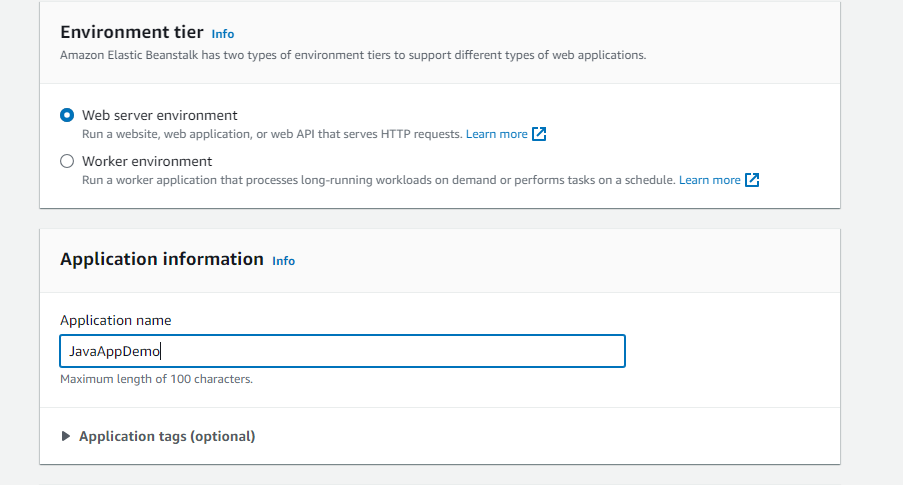 Environment tier Info
Amazon Elastic Beanstalk has two types of environment tiers to support different types of web applications.
Web server environment
Run a website, web application, or web API that serves HTTP requests. Learn more
Worker environment
Run a worker application that processes long-running workloads on demand or performs tasks on a schedule. Learn more
Application information Info
Application name
JavaAppDemo
Maximum length of 100 characters.
Application tags (optional)